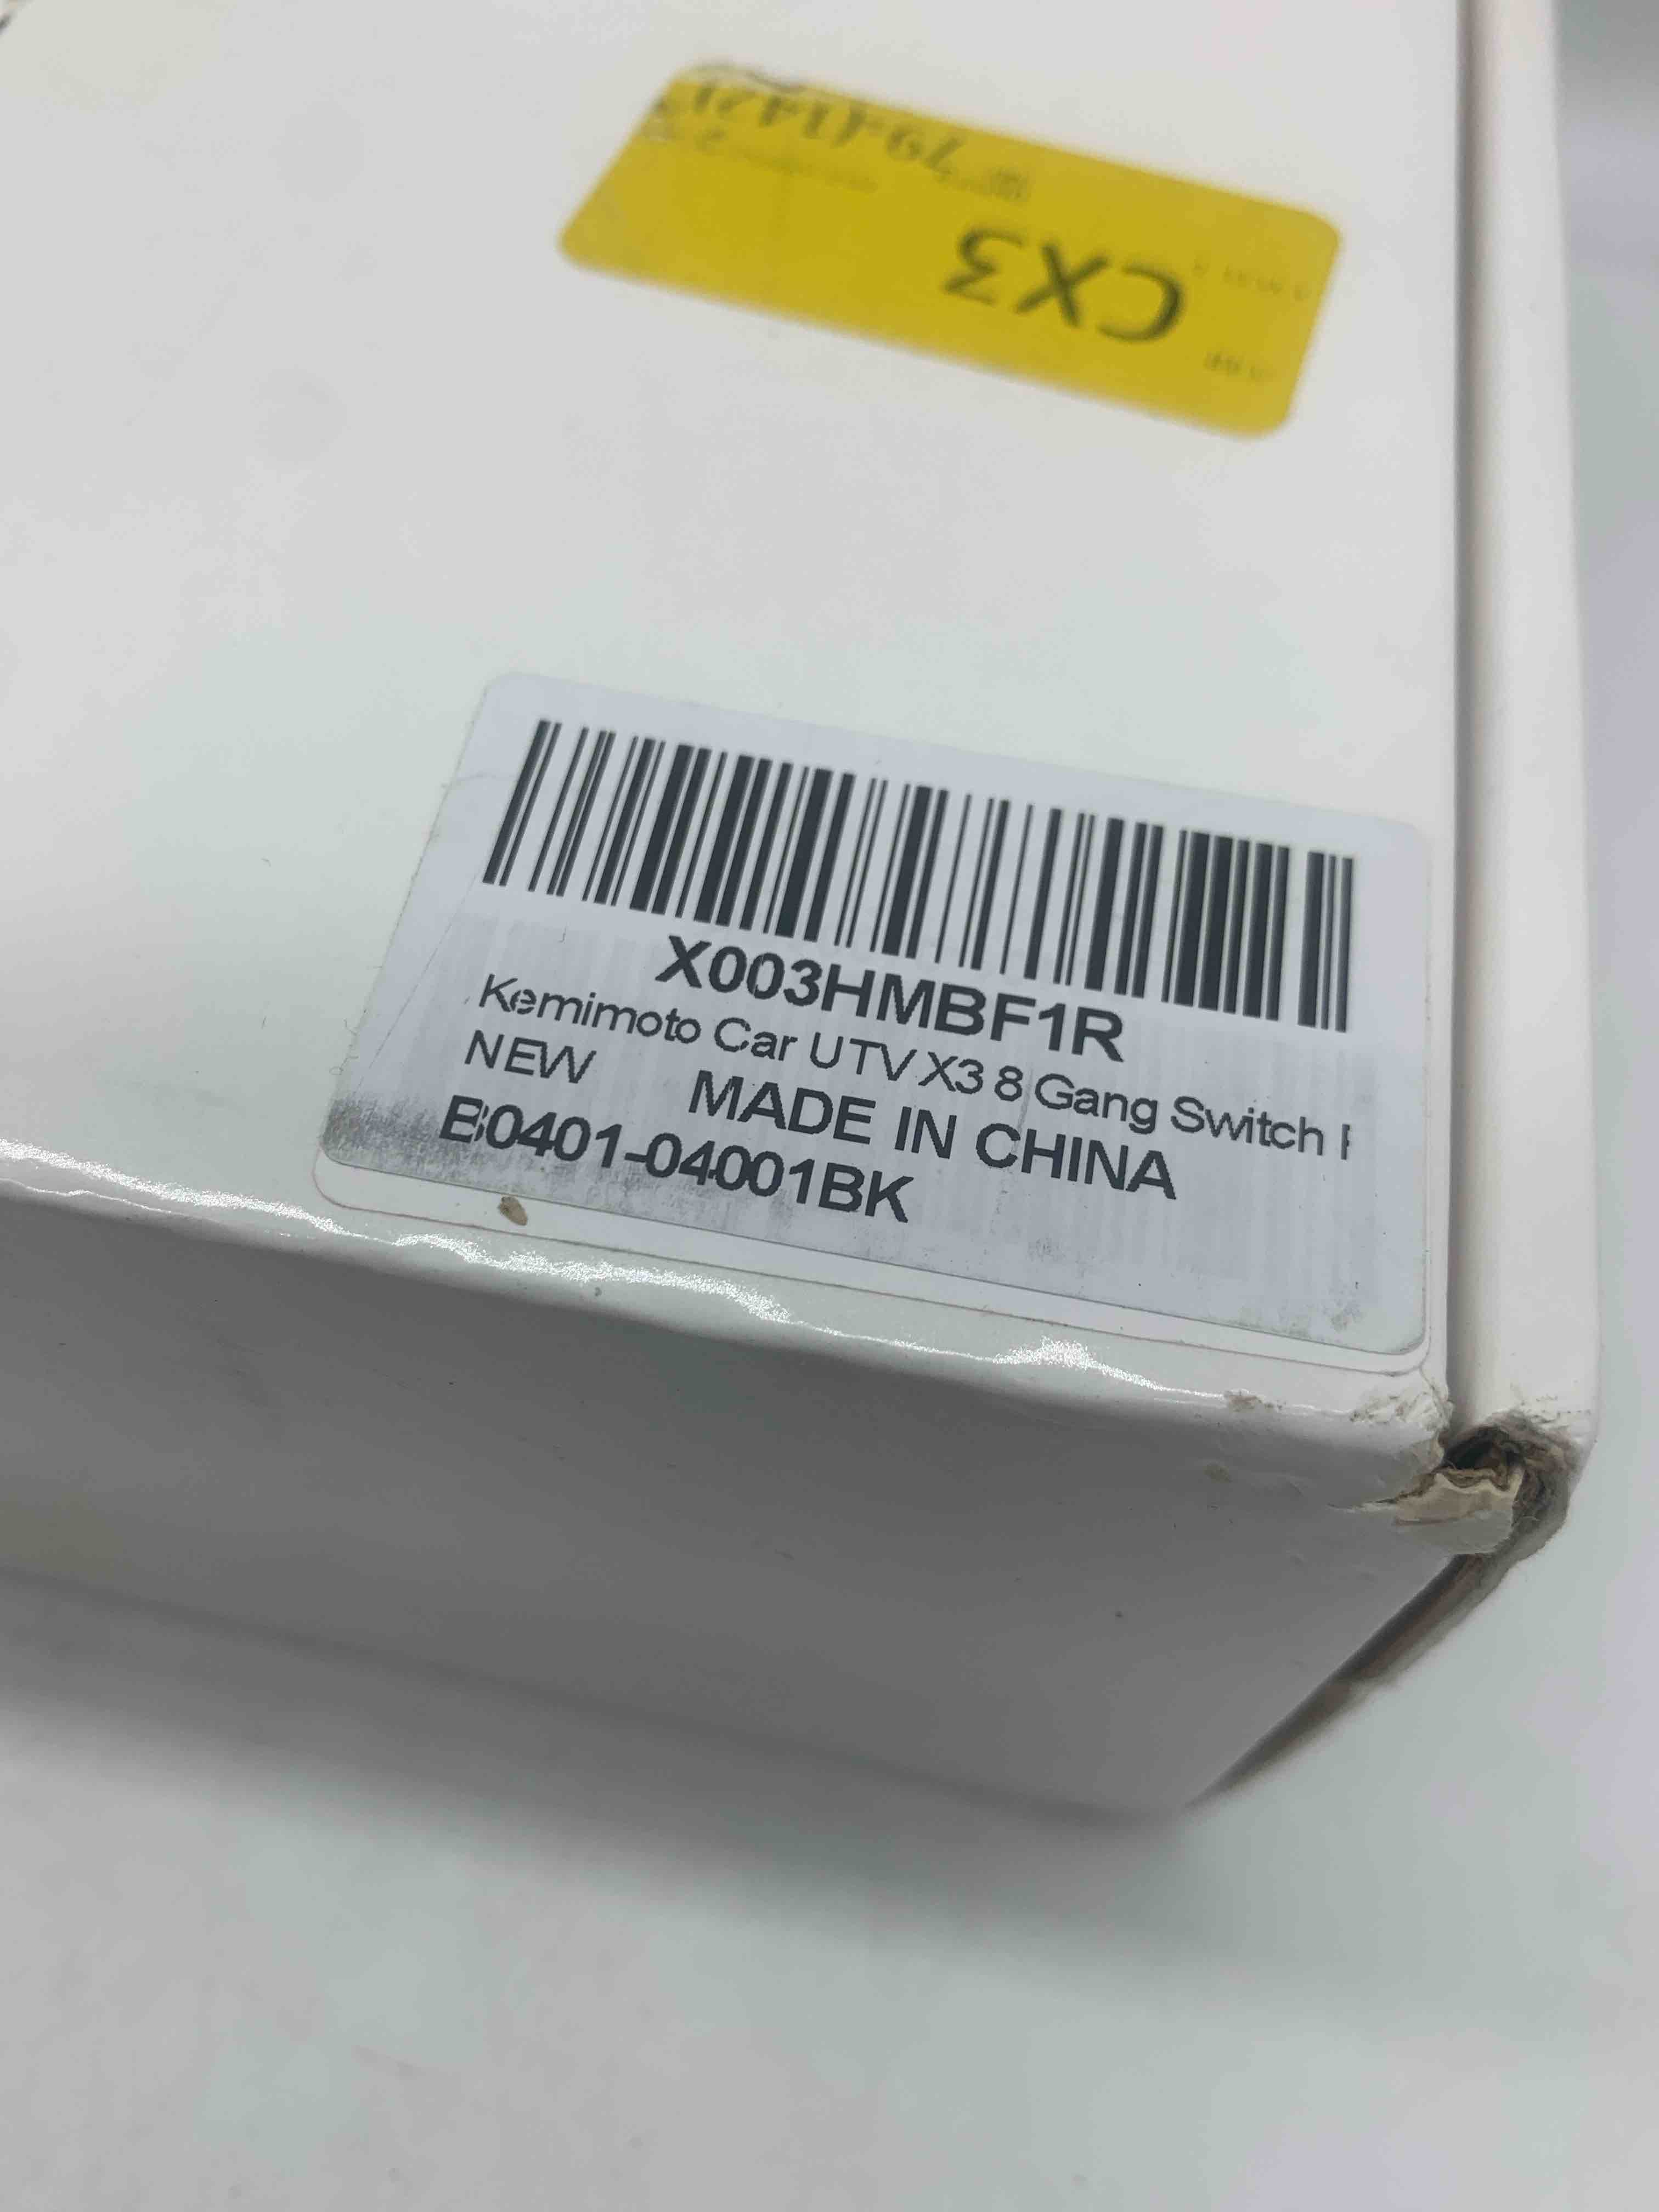 CX3
X003HMBF1R
Kemimoto Car UTV X3 8 Gang Switch
NEW MADE IN CHINA
B0401-04001BK